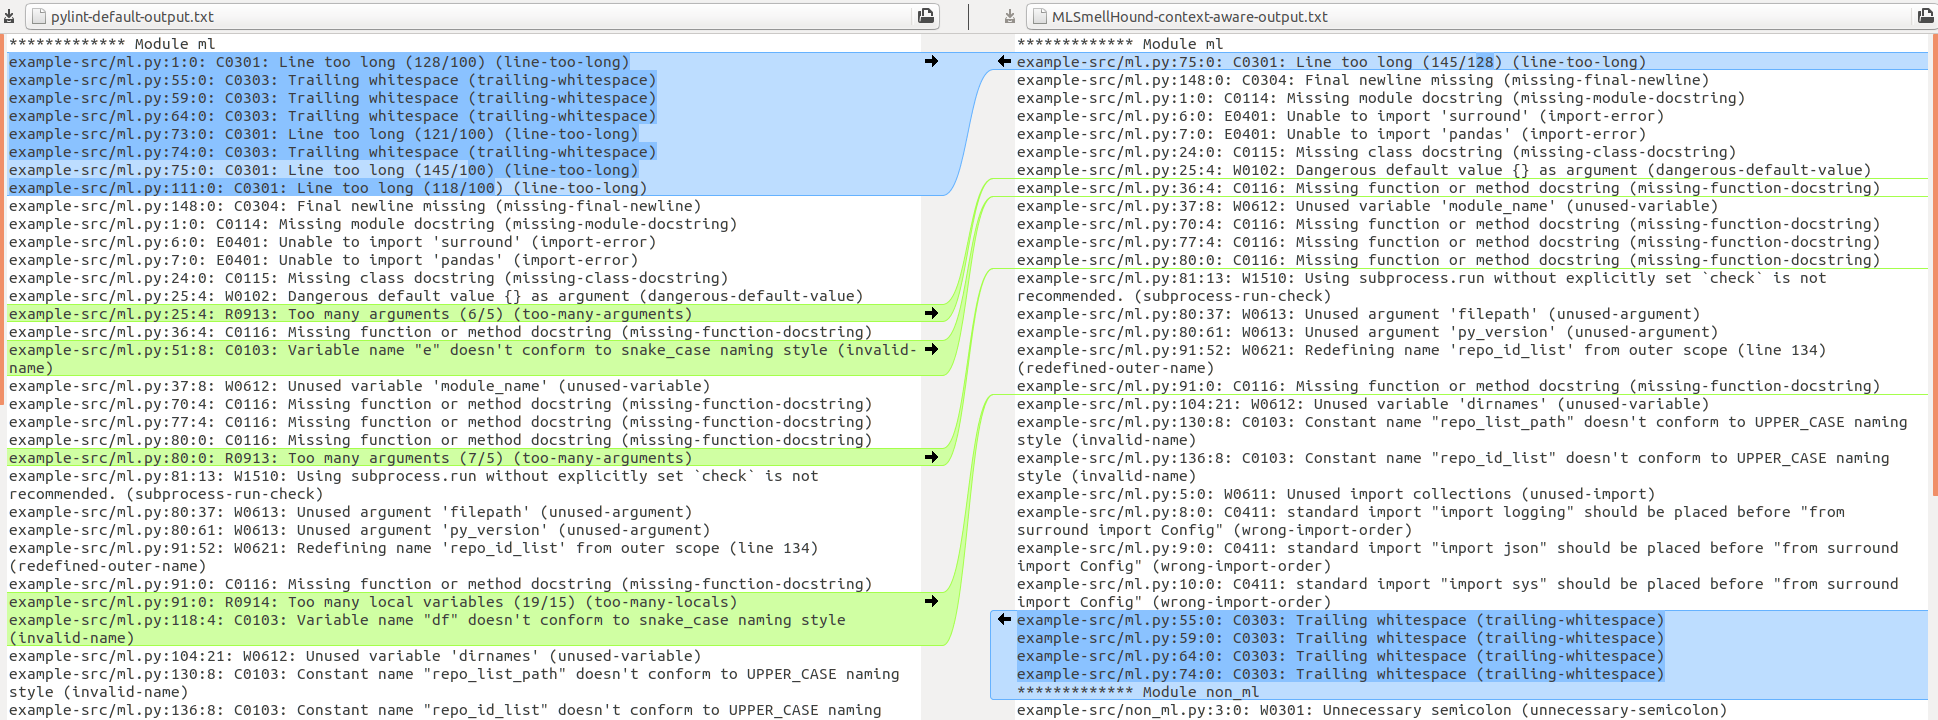 pylint-default-output.txt
************* Module ml
example-src/ml.py:1:0: C0301: Line too long (128/100) (line-too-long)
example-src/ml.py:55:0: C0303: Trailing whitespace (trailing-whitespace)
example-src/ml.py:59:0: C0303: Trailing whitespace (trailing-whitespace)
example-src/ml.py:64:0: C0303: Trailing whitespace (trailing-whitespace)
example-src/ml.py:73:0: C0301: Line too long (121/100) (line-too-long)
example-src/ml.py:74:0: C0303: Trailing whitespace (trailing-whitespace)
example-src/ml.py:75:0: C0301: Line too long (145/100) (line-too-long)
example-src/ml.py:111:0: C0301: Line too long (118/100) (line-too-long)
example-src/ml.py:148:0: C0304: Final newline missing (missing-final-newline)
example-src/ml.py:1:0: C0114: Missing module docstring (missing-module-docstring)
example-src/ml.py:6:0: E0401: Unable to import 'surround' (import-error)
example-src/ml.py:7:0: E0401: Unable to import 'pandas' (import-error)
example-src/ml.py:24:0: C0115: Missing class docstring (missing-class-docstring)
example-src/ml.py:25:4: W0102: Dangerous default value {} as argument (dangerous-default-value)
example-src/ml.py:25:4: R0913: Too many arguments (6/5) (too-many-arguments)
example-src/ml.py:36:4: C0116: Missing function or method docstring (missing-function-docstring)
example-src/ml.py:51:8: C0103: Variable name "e" doesn't conform to snake_case naming style (invalid-
name)
example-src/ml.py:37:8: W0612: Unused variable 'module_name' (unused-variable)
example-src/ml.py:70:4: C0116: Missing function or method docstring (missing-function-docstring)
example-src/ml.py:77:4: C0116: Missing function or method docstring (missing-function-docstring)
example-src/ml.py:80:0: C0116: Missing function or method docstring (missing-function-docstring)
example-src/ml.py:80:0: R0913: Too many arguments (7/5) (too-many-arguments)
example-src/ml.py:81:13: W1510: Using subprocess.run without explicitly set `check` is not
recommended. (subprocess-run-check)
example-src/ml.py:80:37: W0613: Unused argument 'filepath' (unused-argument)
example-src/ml.py:80:61: W0613: Unused argument 'py_version' (unused-argument)
example-src/ml.py:91:52: W0621: Redefining name 'repo_id_list' from outer scope (line 134)
(redefined-outer-name)
example-src/ml.py:91:0: C0116: Missing function or method docstring (missing-function-docstring)
example-src/ml.py:91:0: R0914: Too many local variables (19/15) (too-many-locals)
example-src/ml.py:118:4: C0103: Variable name "df" doesn't conform to snake_case naming style
(invalid-name)
example-src/ml.py:104:21: W0612: Unused variable 'dirnames' (unused-variable)
example-src/ml.py:130:8: C0103: Constant name "repo_list_path" doesn't conform to UPPER_CASE naming
style (invalid-name)
example-src/ml.py:136:8: C0103: Constant name "repo_id_list" doesn't conform to UPPER_CASE naming
MLSmellHound-context-aware-output.txt
************* Module ml
example-src/ml.py:75:0: C0301: Line too long (145/128) (line-too-long)
example-src/ml.py:148:0: C0304: Final newline missing (missing-final-newline)
example-src/ml.py:1:0: C0114: Missing module docstring (missing-module-docstring)
example-src/ml.py:6:0: E0401: Unable to import 'surround' (import-error)
example-src/ml.py:7:0: E0401: Unable to import 'pandas' (import-error)
example-src/ml.py:24:0: C0115: Missing class docstring (missing-class-docstring)
example-src/ml.py:25:4: W0102: Dangerous default value {} as argument (dangerous-default-value)
example-src/ml.py:36:4: C0116: Missing function or method docstring (missing-function-docstring)
example-src/ml.py:37:8: W0612: Unused variable 'module_name' (unused-variable)
example-src/ml.py:70:4: C0116: Missing function or method docstring (missing-function-docstring)
example-src/ml.py:77:4: C0116: Missing function or method docstring (missing-function-docstring)
example-src/ml.py:80:0: C0116: Missing function or method docstring (missing-function-docstring)
example-src/ml.py:81:13: W1510: Using subprocess.run without explicitly set `check` is not
recommended. (subprocess-run-check)
example-src/ml.py:80:37: W0613: Unused argument 'filepath' (unused-argument)
example-src/ml.py:80:61: W0613: Unused argument 'py_version' (unused-argument)
example-src/ml.py:91:52: W0621: Redefining name 'repo_id_list' from outer scope (line 134)
(redefined-outer-name)
example-src/ml.py:91:0: C0116: Missing function or method docstring (missing-function-docstring)
example-src/ml.py:104:21: W0612: Unused variable 'dirnames' (unused-variable)
example-src/ml.py:130:8: C0103: Constant name "repo_list_path" doesn't conform to UPPER_CASE naming
style (invalid-name)
example-src/ml.py:136:8: C0103: Constant name "repo_id_list" doesn't conform to UPPER_CASE naming
style (invalid-name)
example-src/ml.py:5:0: W0611: Unused import collections (unused-import)
example-src/ml.py:8:0: C0411: standard import "import logging" should be placed before "from
surround import Config" (wrong-import-order)
example-src/ml.py:9:0: C0411: standard import "import json" should be placed before "from surround
import Config" (wrong-import-order)
example-src/ml.py:10:0: C0411: standard import "import sys" should be placed before "from surround
import Config" (wrong-import-order)
example-src/ml.py:55:0: C0303: Trailing whitespace (trailing-whitespace)
example-src/ml.py:59:0: C0303: Trailing whitespace (trailing-whitespace)
example-src/ml.py:64:0: C0303: Trailing whitespace (trailing-whitespace)
example-src/ml.py:74:0: C0303: Trailing whitespace (trailing-whitespace)
************* Module non_ml
example-src/non_ml.py:3:0: W0301: Unnecessary semicolon (unnecessary-semicolon)